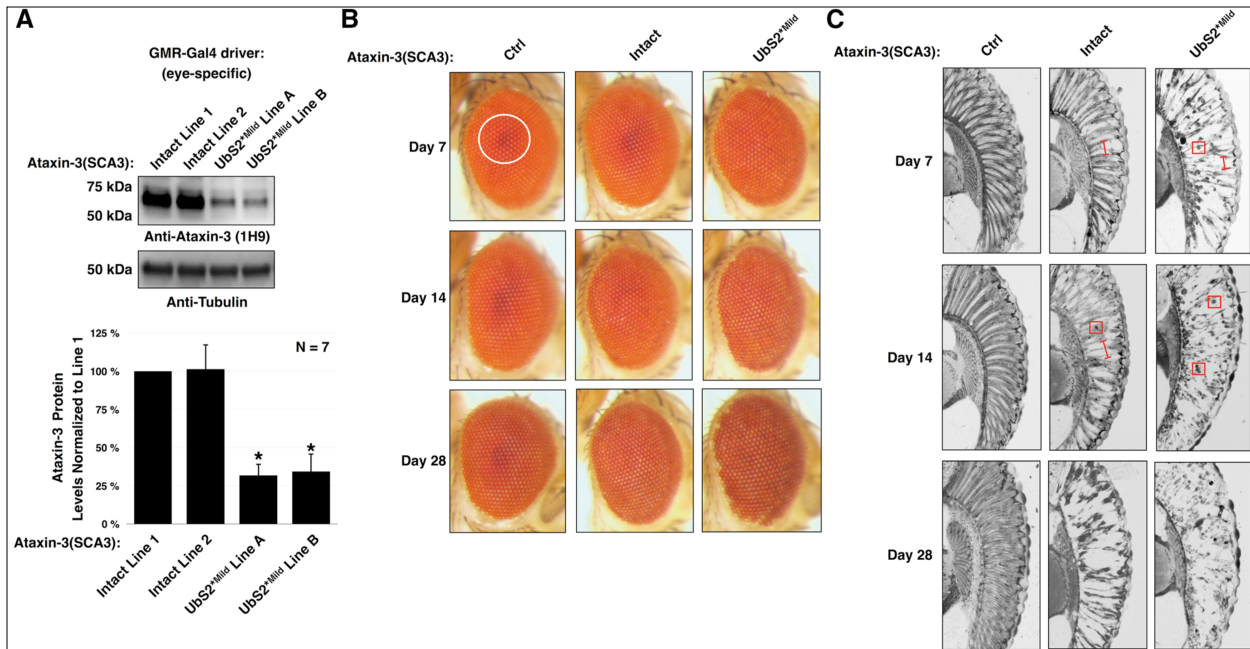 A
GMR-Gal4 driver:
(eye-specific)
Ataxin-3(SCA3):
Intact Line 1
Intact Line 2
UbS2*Mild Line A
UbS2*Mild Line B
75 kDa
50 kDa
Anti-Ataxin-3 (1H9)
50 kDa
Anti-Tubulin
Ataxin-3 Protein
Levels Normalized to Line 1
125 %
100 %
75 %
50 %
25 %
0 %
N = 7
*
*
Ataxin-3(SCA3):
Intact Line 1
Intact Line 2
UbS2*Mild Line A
UbS2*Mild Line B
B
Ataxin-3(SCA3):
Ctrl
Intact
UbS2*Mild
Day 7
Day 14
Day 28
C
Ataxin-3(SCA3):
Ctrl
Intact
UbS2*Mild
Day 7
Day 14
Day 28